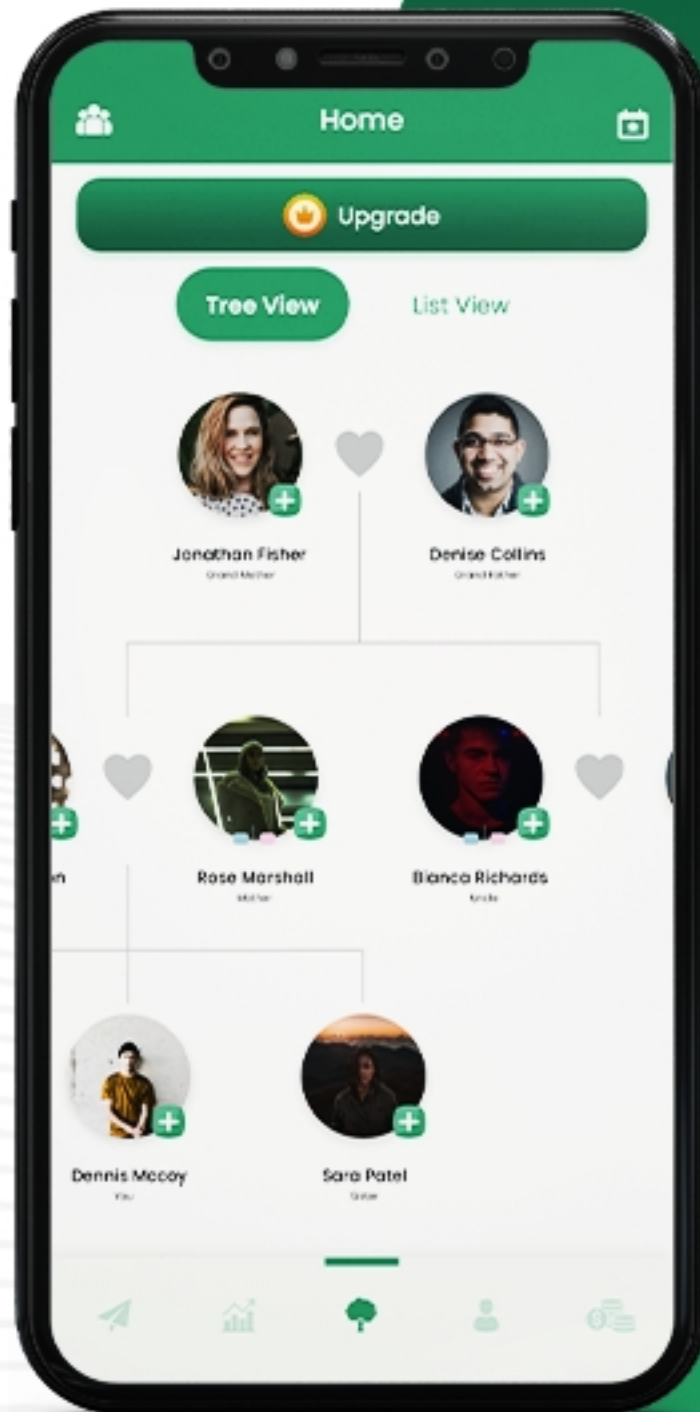 Home
Upgrade
Tree View List View
Jonathan Fisher Denise Collins
Grand Mother Grand Father
n Rose Marshall Bianca Richards
Mother Uncle
Dennis Mccoy Sara Patel
You Sister